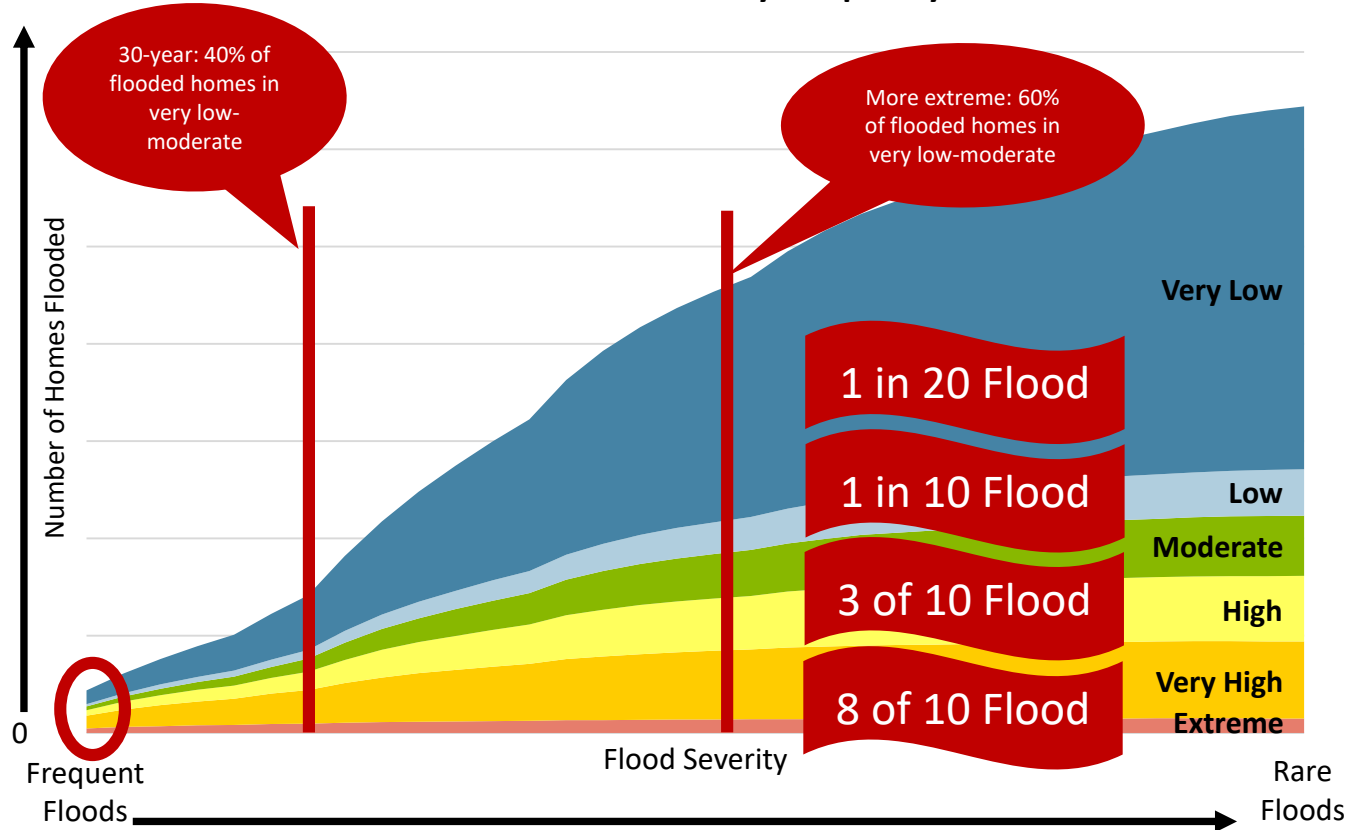 30-year: 40% of
flooded homes in
very low-
moderate
More extreme: 60%
of flooded homes in
very low-moderate
Number of Homes Flooded
Very Low
1 in 20 Flood
1 in 10 Flood
Low
Moderate
3 of 10 Flood
High
Very High
8 of 10 Flood
Extreme
0
Flood Severity
Frequent
Floods
Rare
Floods